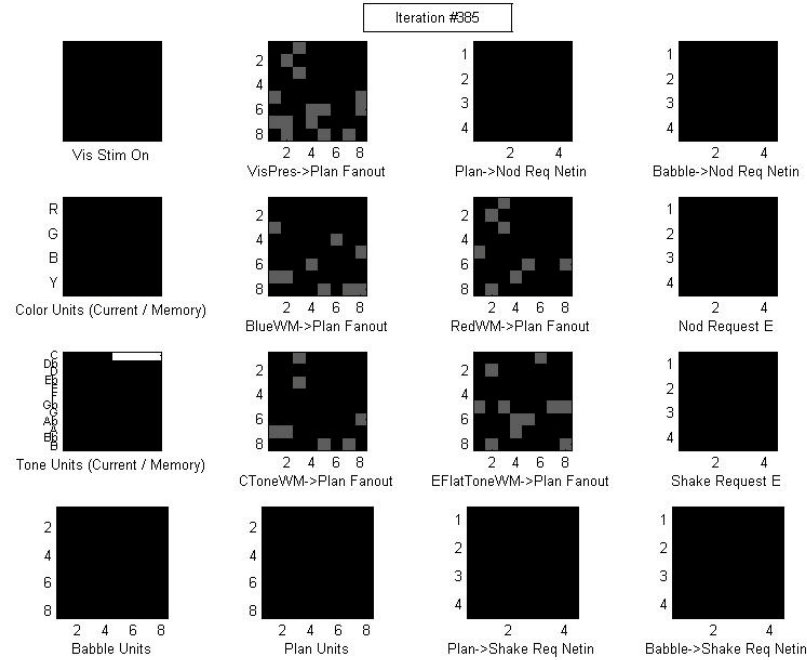 Iteration #385
2
4
6
8
2 4 6 8
1
2
3
4
2 4
1
2
3
4
2 4
Vis Stim On
VisPres->Plan Fanout
Plan->Nod Req Netin
Babble->Nod Req Netin
R
G
B
Y
2
4
6
8
2 4 6 8
2
4
6
8
2 4 6 8
1
2
3
4
2 4
Color Units (Current / Memory)
BlueWM->Plan Fanout
RedWM->Plan Fanout
Nod Request E
C
Db
D
Eb
E
F
Gb
G
Ab
A
Bb
B
2
4
6
8
2 4 6 8
2
4
6
8
2 4 6 8
1
2
3
4
2 4
Tone Units (Current / Memory)
CToneWM->Plan Fanout
EFlatToneWM->Plan Fanout
Shake Request E
2
4
6
8
2 4 6 8
2
4
6
8
2 4 6 8
1
2
3
4
2 4
1
2
3
4
2 4
Babble Units
Plan Units
Plan->Shake Req Netin
Babble->Shake Req Netin